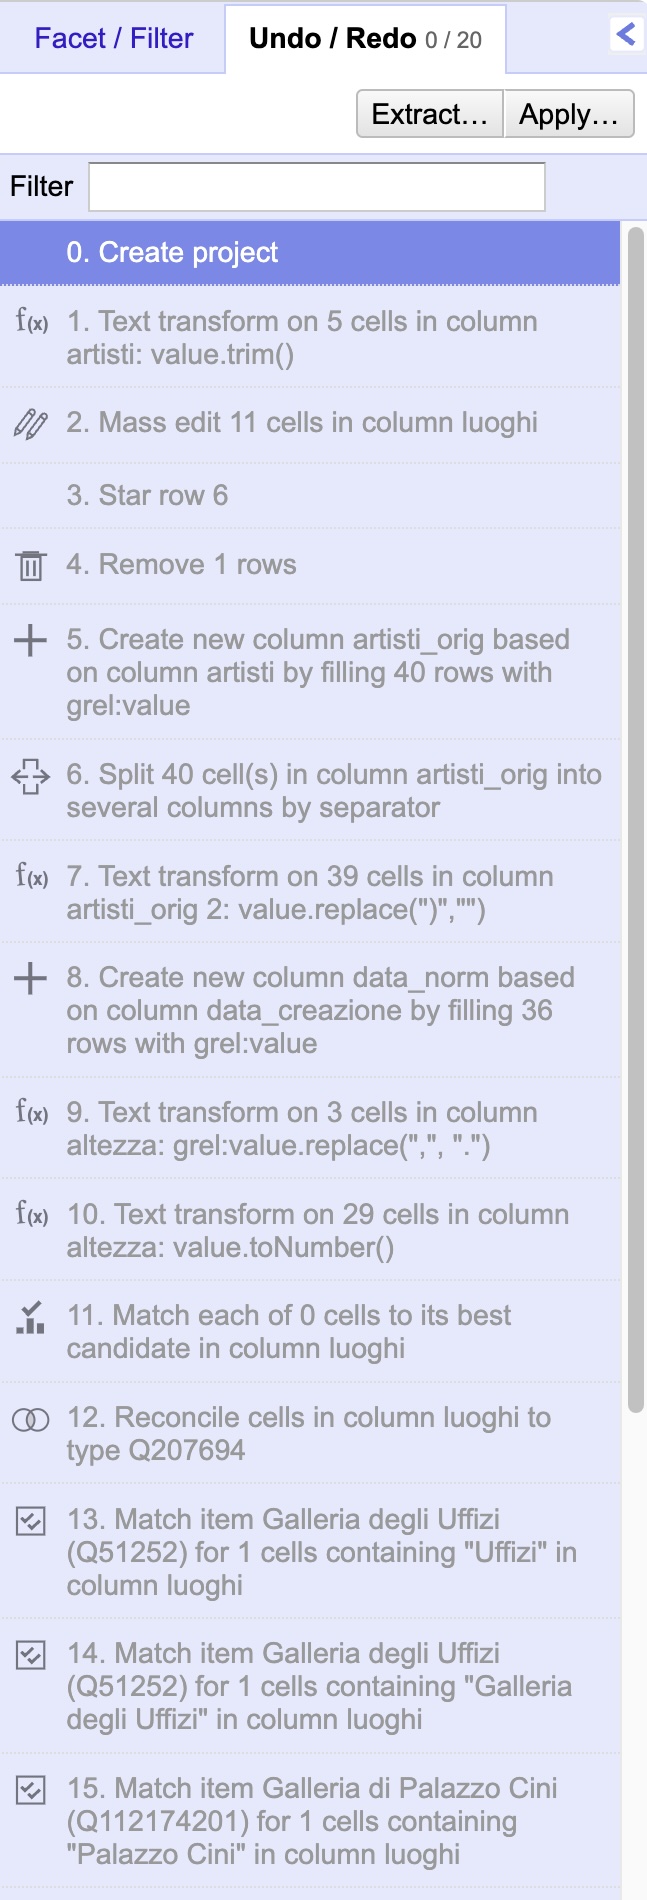 Facet / Filter
Undo / Redo 0 / 20
Extract...
Apply...
Filter
0. Create project
f(x) 1. Text transform on 5 cells in column
artisti: value.trim()
2. Mass edit 11 cells in column luoghi
3. Star row 6
4. Remove 1 rows
5. Create new column artisti_orig based
on column artisti by filling 40 rows with
grel:value
6. Split 40 cell(s) in column artisti_orig into
several columns by separator
f(x) 7. Text transform on 39 cells in column
artisti_orig 2: value.replace(")","")
8. Create new column data_norm based
on column data_creazione by filling 36
rows with grel:value
f(x) 9. Text transform on 3 cells in column
altezza: grel:value.replace(",", ".")
f(x) 10. Text transform on 29 cells in column
altezza: value.toNumber()
11. Match each of 0 cells to its best
candidate in column luoghi
12. Reconcile cells in column luoghi to
type Q207694
13. Match item Galleria degli Uffizi
(Q51252) for 1 cells containing "Uffizi" in
column luoghi
14. Match item Galleria degli Uffizi
(Q51252) for 1 cells containing "Galleria
degli Uffizi" in column luoghi
15. Match item Galleria di Palazzo Cini
(Q112174201) for 1 cells containing
"Palazzo Cini" in column luoghi